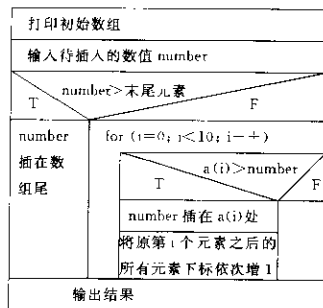 打印初始数组
输入待插入的数值 number
number>末尾元素
T
F
number
插在数
组尾
for (i=0; i<10; i++)
a(i)>number
T
F
number 插在 a(i)处
将原第 i 个元素之后的
所有元素下标依次增 1
输出结果